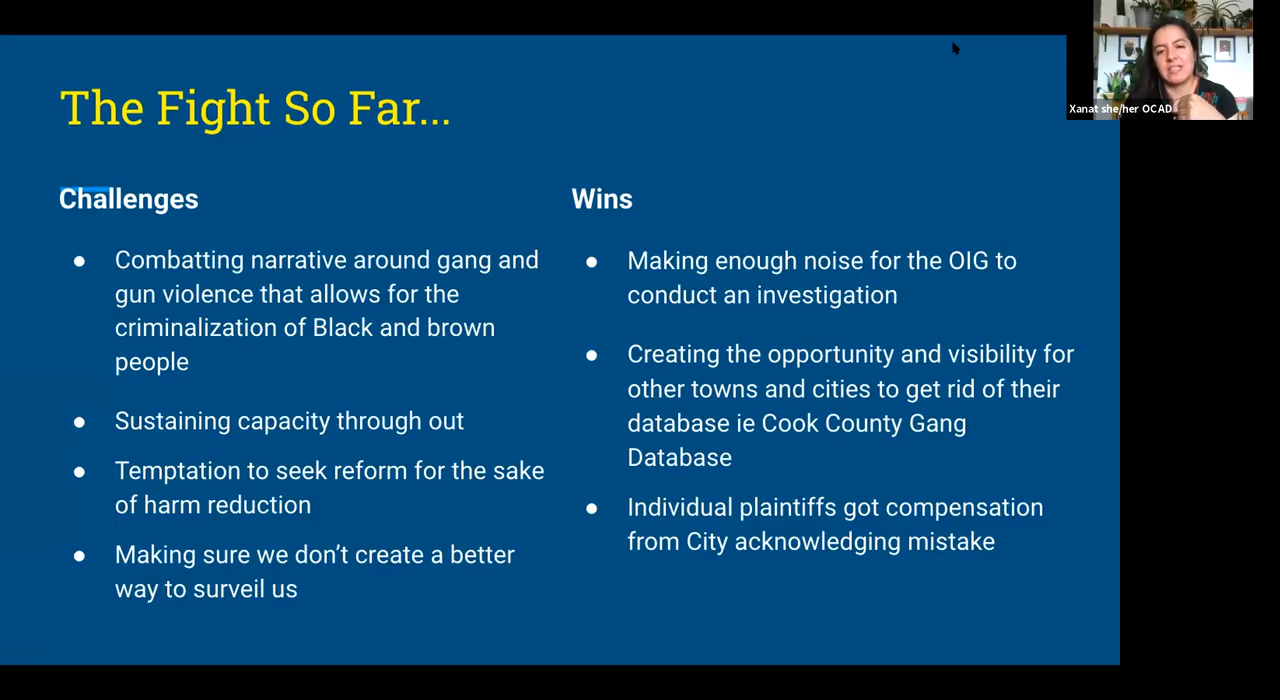 The Fight So Far...
Challenges
● Combatting narrative around gang and
gun violence that allows for the
criminalization of Black and brown
people
● Sustaining capacity through out
● Temptation to seek reform for the sake
of harm reduction
● Making sure we don’t create a better
way to surveil us
Wins
● Making enough noise for the OIG to
conduct an investigation
● Creating the opportunity and visibility for
other towns and cities to get rid of their
database ie Cook County Gang
Database
● Individual plaintiffs got compensation
from City acknowledging mistake
Xanat she/her OCAD